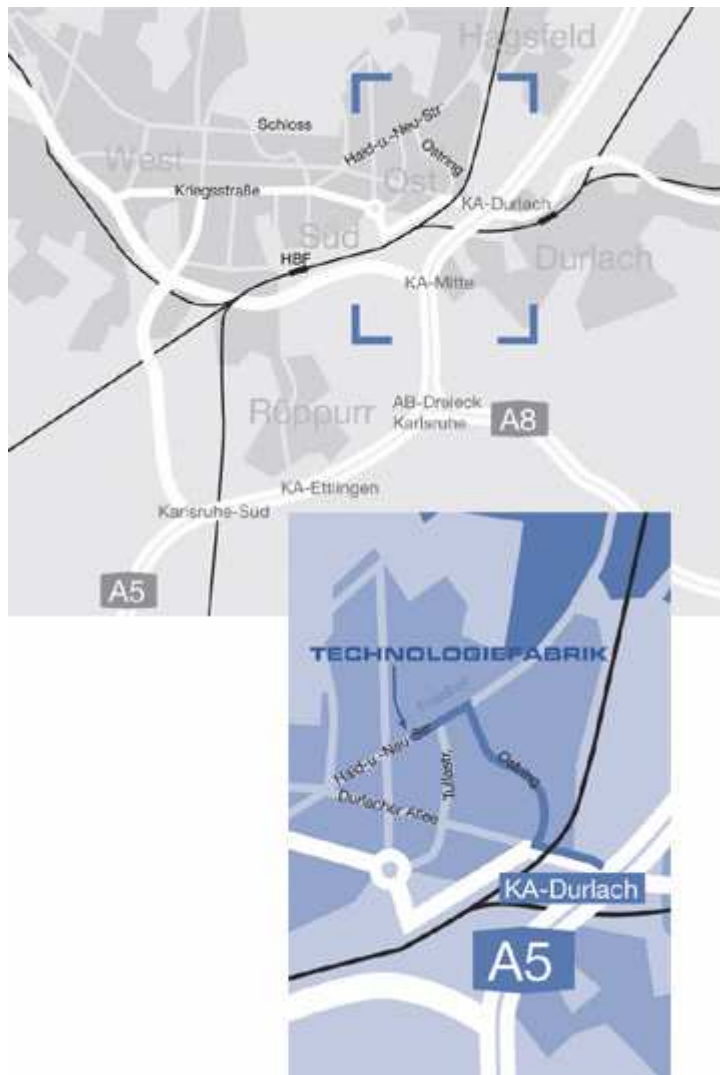 Hagsfeld
Schloss
Haid-u.-Neu-Str
Ostring
West
Ost
Kriegsstraße
KA-Durlach
Süd
HBF
Durlach
KA-Mitte
Rüppurr
AB-Dreieck
Karlsruhe
A8
KA-Ettlingen
Karlsruhe-Süd
A5
TECHNOLOGIEFABRIK
Haid-u.-Neu-Str.
Ostring
Tullastr.
Durlacher Allee
KA-Durlach
A5